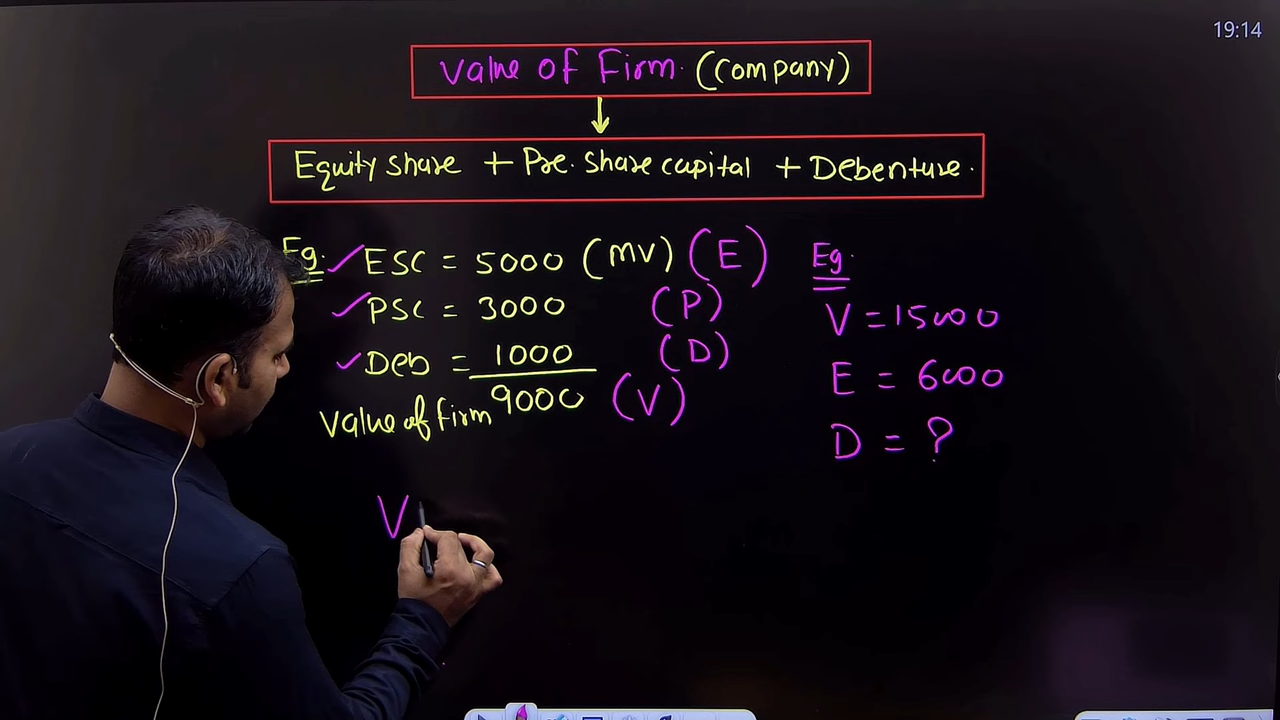 19:14
Value of Firm. (Company)
Equity share + Pre. Share capital + Debenture.
Eg. ESC = 5000 (MV) (E)
PSC = 3000 (P)
Deb = 1000 (D)
Value of firm 9000 (V)
V
Eg.
V = 15000
E = 6000
D = ?